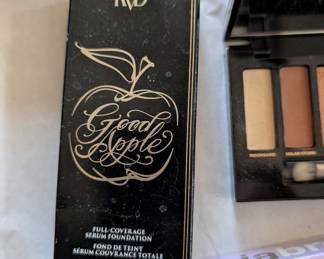 KVD
Good
Apple
FULL-COVERAGE
SERUM FOUNDATION
FOND DE TEINT
SÉRUM COUVRANCE TOTALE